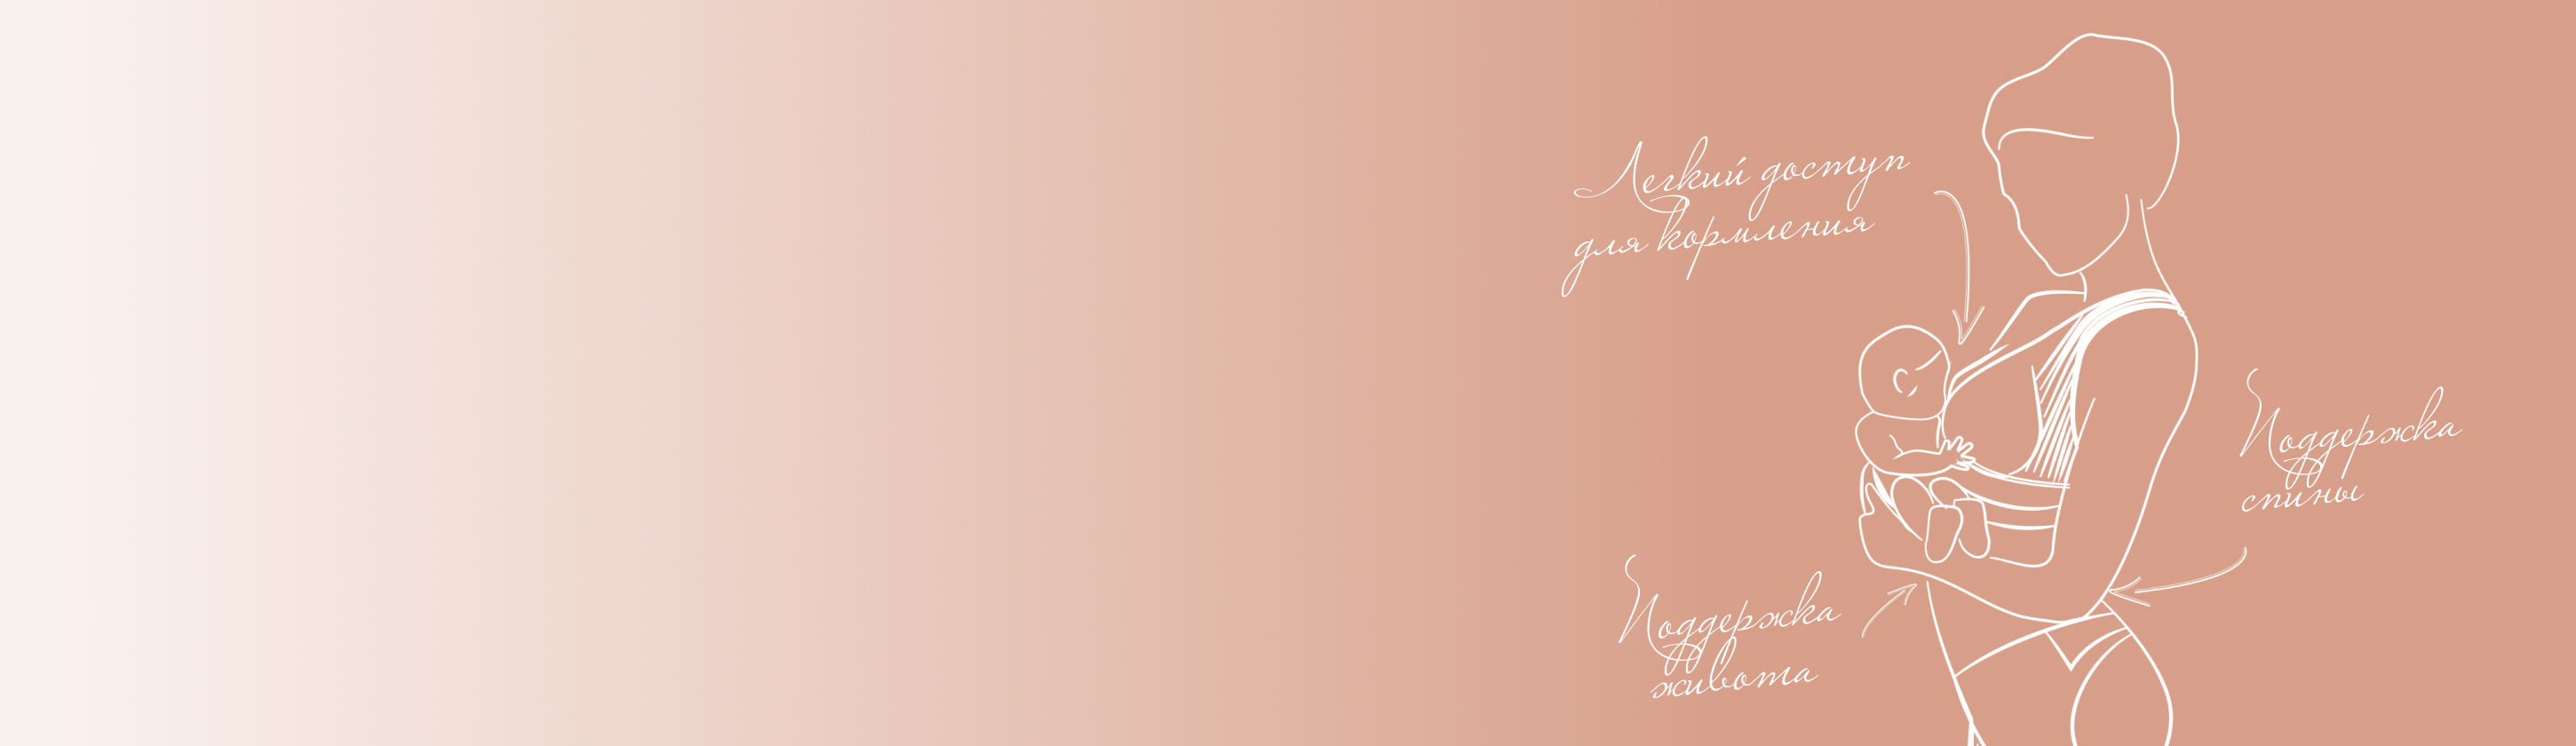 Легкий доступ
для кормления
Поддержка
спины
Поддержка
живота